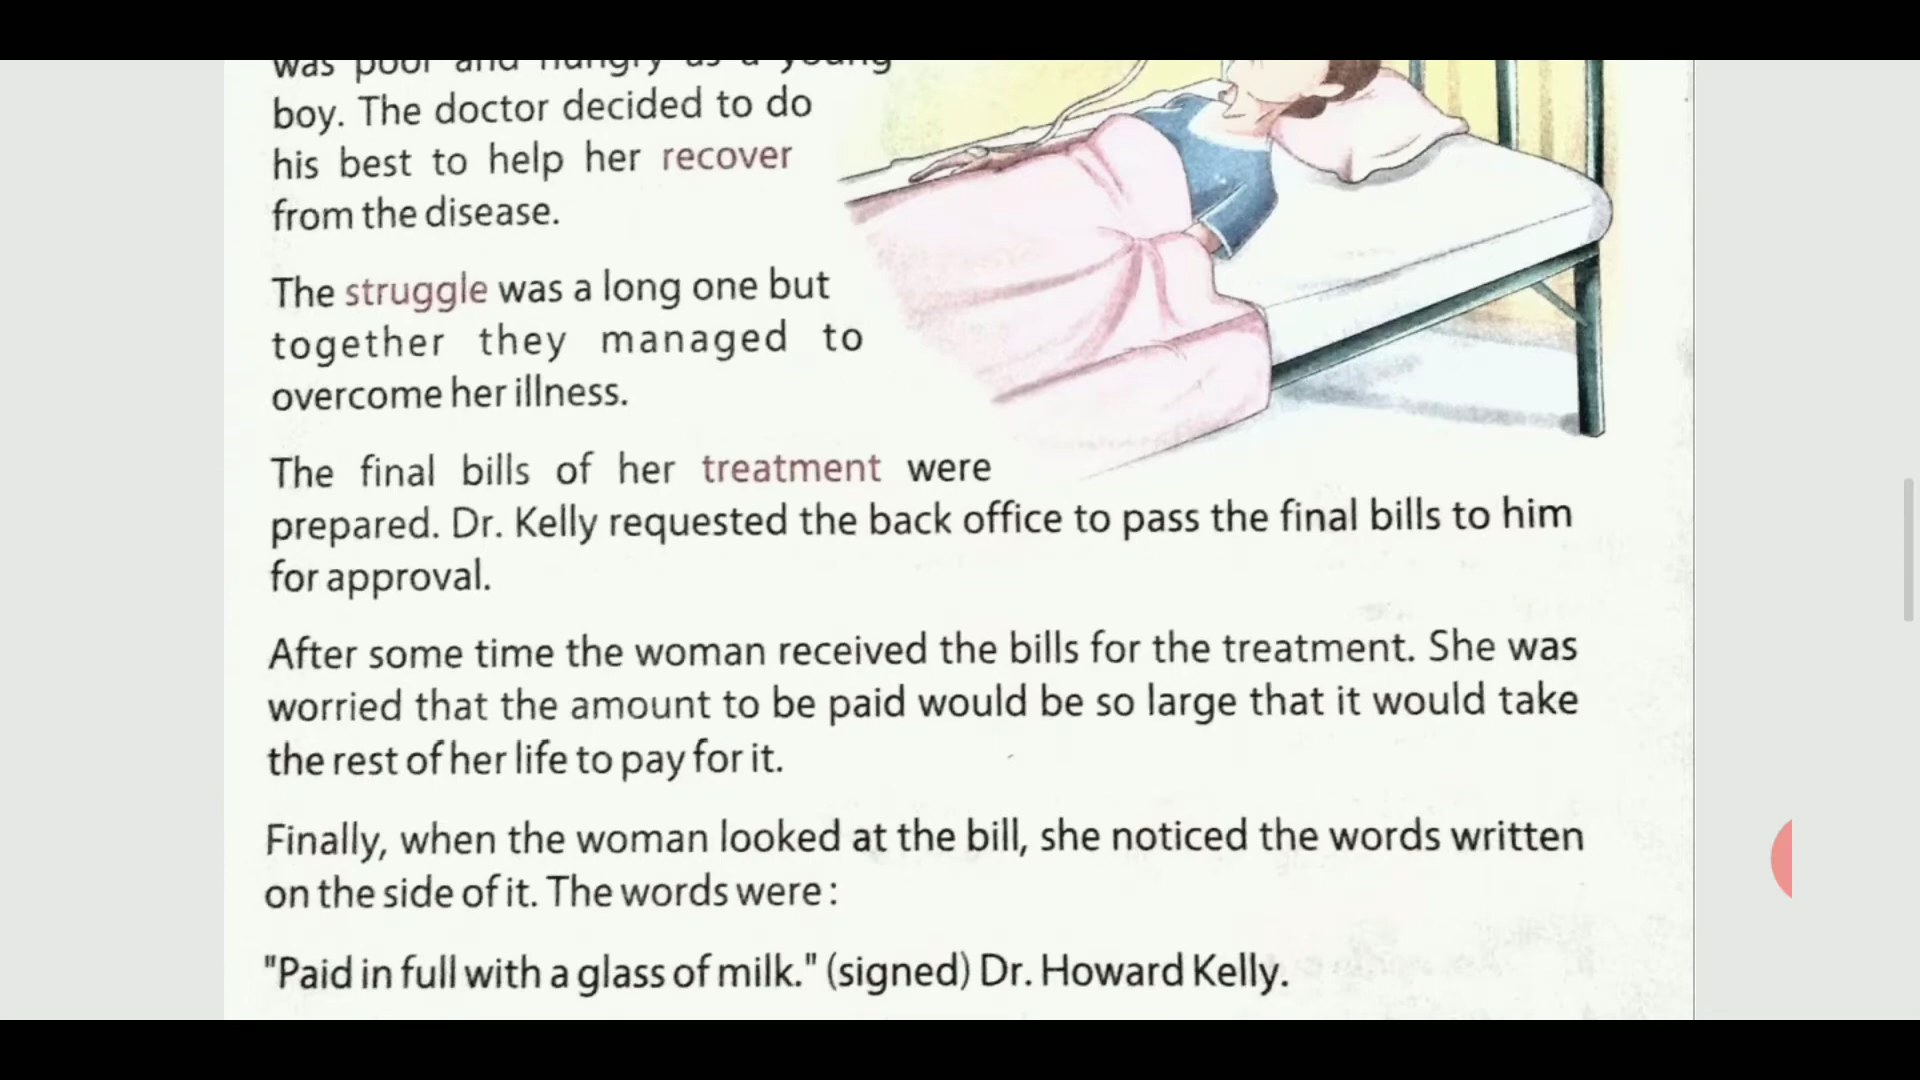 was poor and hungry as a young
boy. The doctor decided to do
his best to help her recover
from the disease.
The struggle was a long one but
together they managed to
overcome her illness.
The final bills of her treatment were
prepared. Dr. Kelly requested the back office to pass the final bills to him
for approval.
After some time the woman received the bills for the treatment. She was
worried that the amount to be paid would be so large that it would take
the rest of her life to pay for it.
Finally, when the woman looked at the bill, she noticed the words written
on the side of it. The words were :
"Paid in full with a glass of milk." (signed) Dr. Howard Kelly.